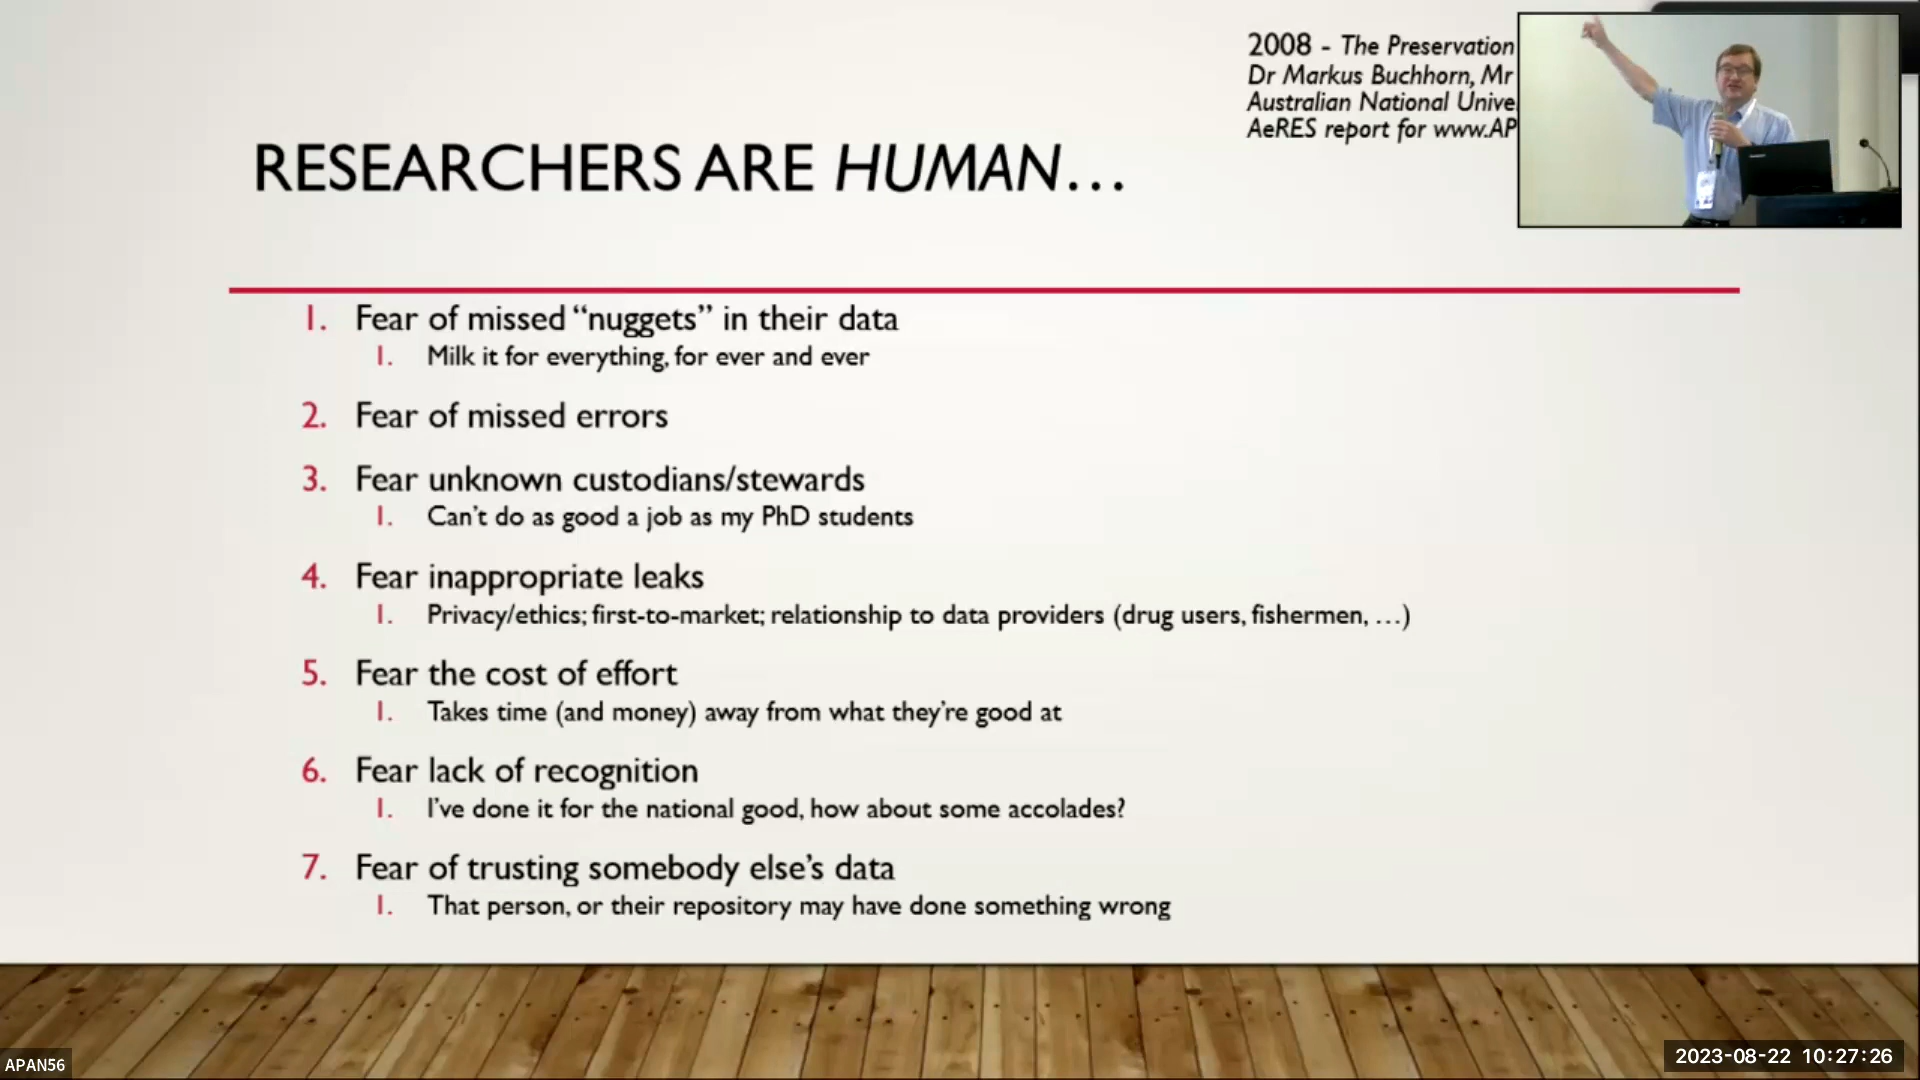 2008 - The Preservation
Dr Markus Buchhorn, Mr
Australian National Unive
AeRES report for www.AP
RESEARCHERS ARE HUMAN…
1. Fear of missed “nuggets” in their data
1. Milk it for everything, for ever and ever
2. Fear of missed errors
3. Fear unknown custodians/stewards
1. Can’t do as good a job as my PhD students
4. Fear inappropriate leaks
1. Privacy/ethics; first-to-market; relationship to data providers (drug users, fishermen, …)
5. Fear the cost of effort
1. Takes time (and money) away from what they’re good at
6. Fear lack of recognition
1. I’ve done it for the national good, how about some accolades?
7. Fear of trusting somebody else’s data
1. That person, or their repository may have done something wrong
APAN56
2023-08-22 10:27:26